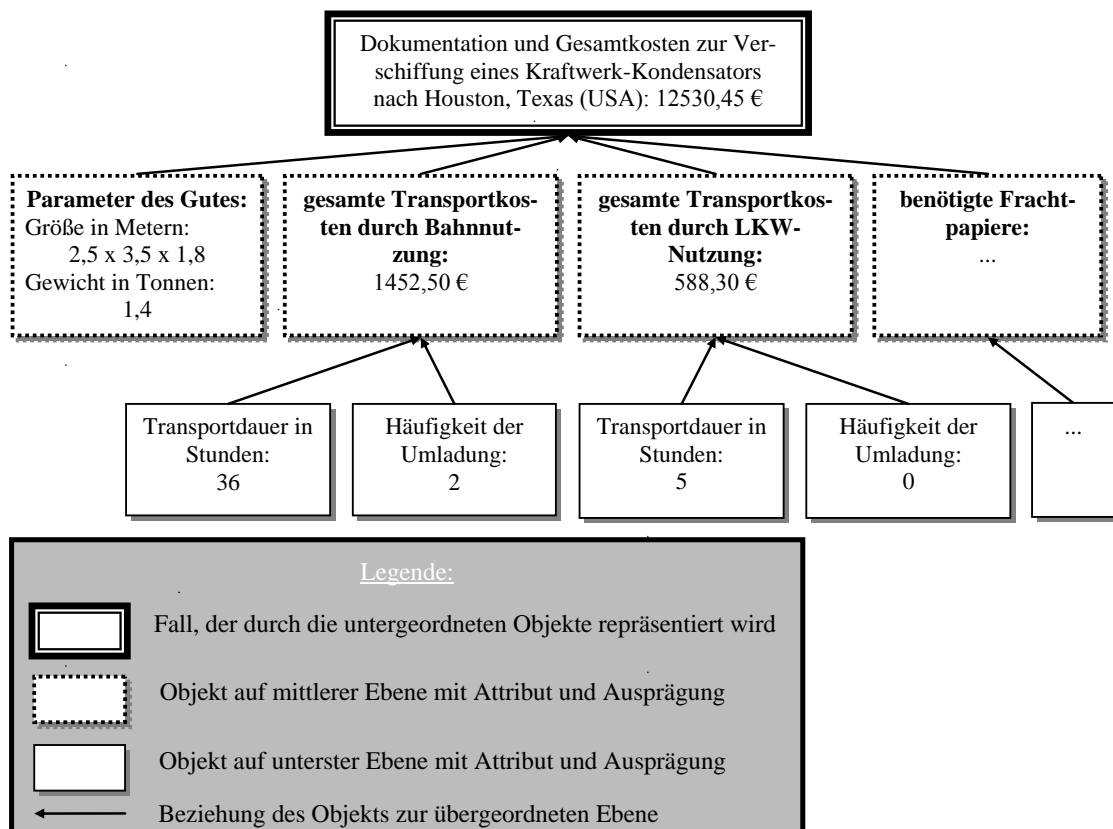 Dokumentation und Gesamtkosten zur Ver-
schiffung eines Kraftwerk-Kondensators
nach Houston, Texas (USA): 12530,45 €
Parameter des Gutes:
Größe in Metern:
2,5 x 3,5 x 1,8
Gewicht in Tonnen:
1,4
gesamte Transportkos-
ten durch Bahnnut-
zung:
1452,50 €
gesamte Transportkos-
ten durch LKW-
Nutzung:
588,30 €
benötigte Fracht-
papiere:
...
Transportdauer in
Stunden:
36
Häufigkeit der
Umladung:
2
Transportdauer in
Stunden:
5
Häufigkeit der
Umladung:
0
...
Legende:
Fall, der durch die untergeordneten Objekte repräsentiert wird
Objekt auf mittlerer Ebene mit Attribut und Ausprägung
Objekt auf unterster Ebene mit Attribut und Ausprägung
Beziehung des Objekts zur übergeordneten Ebene